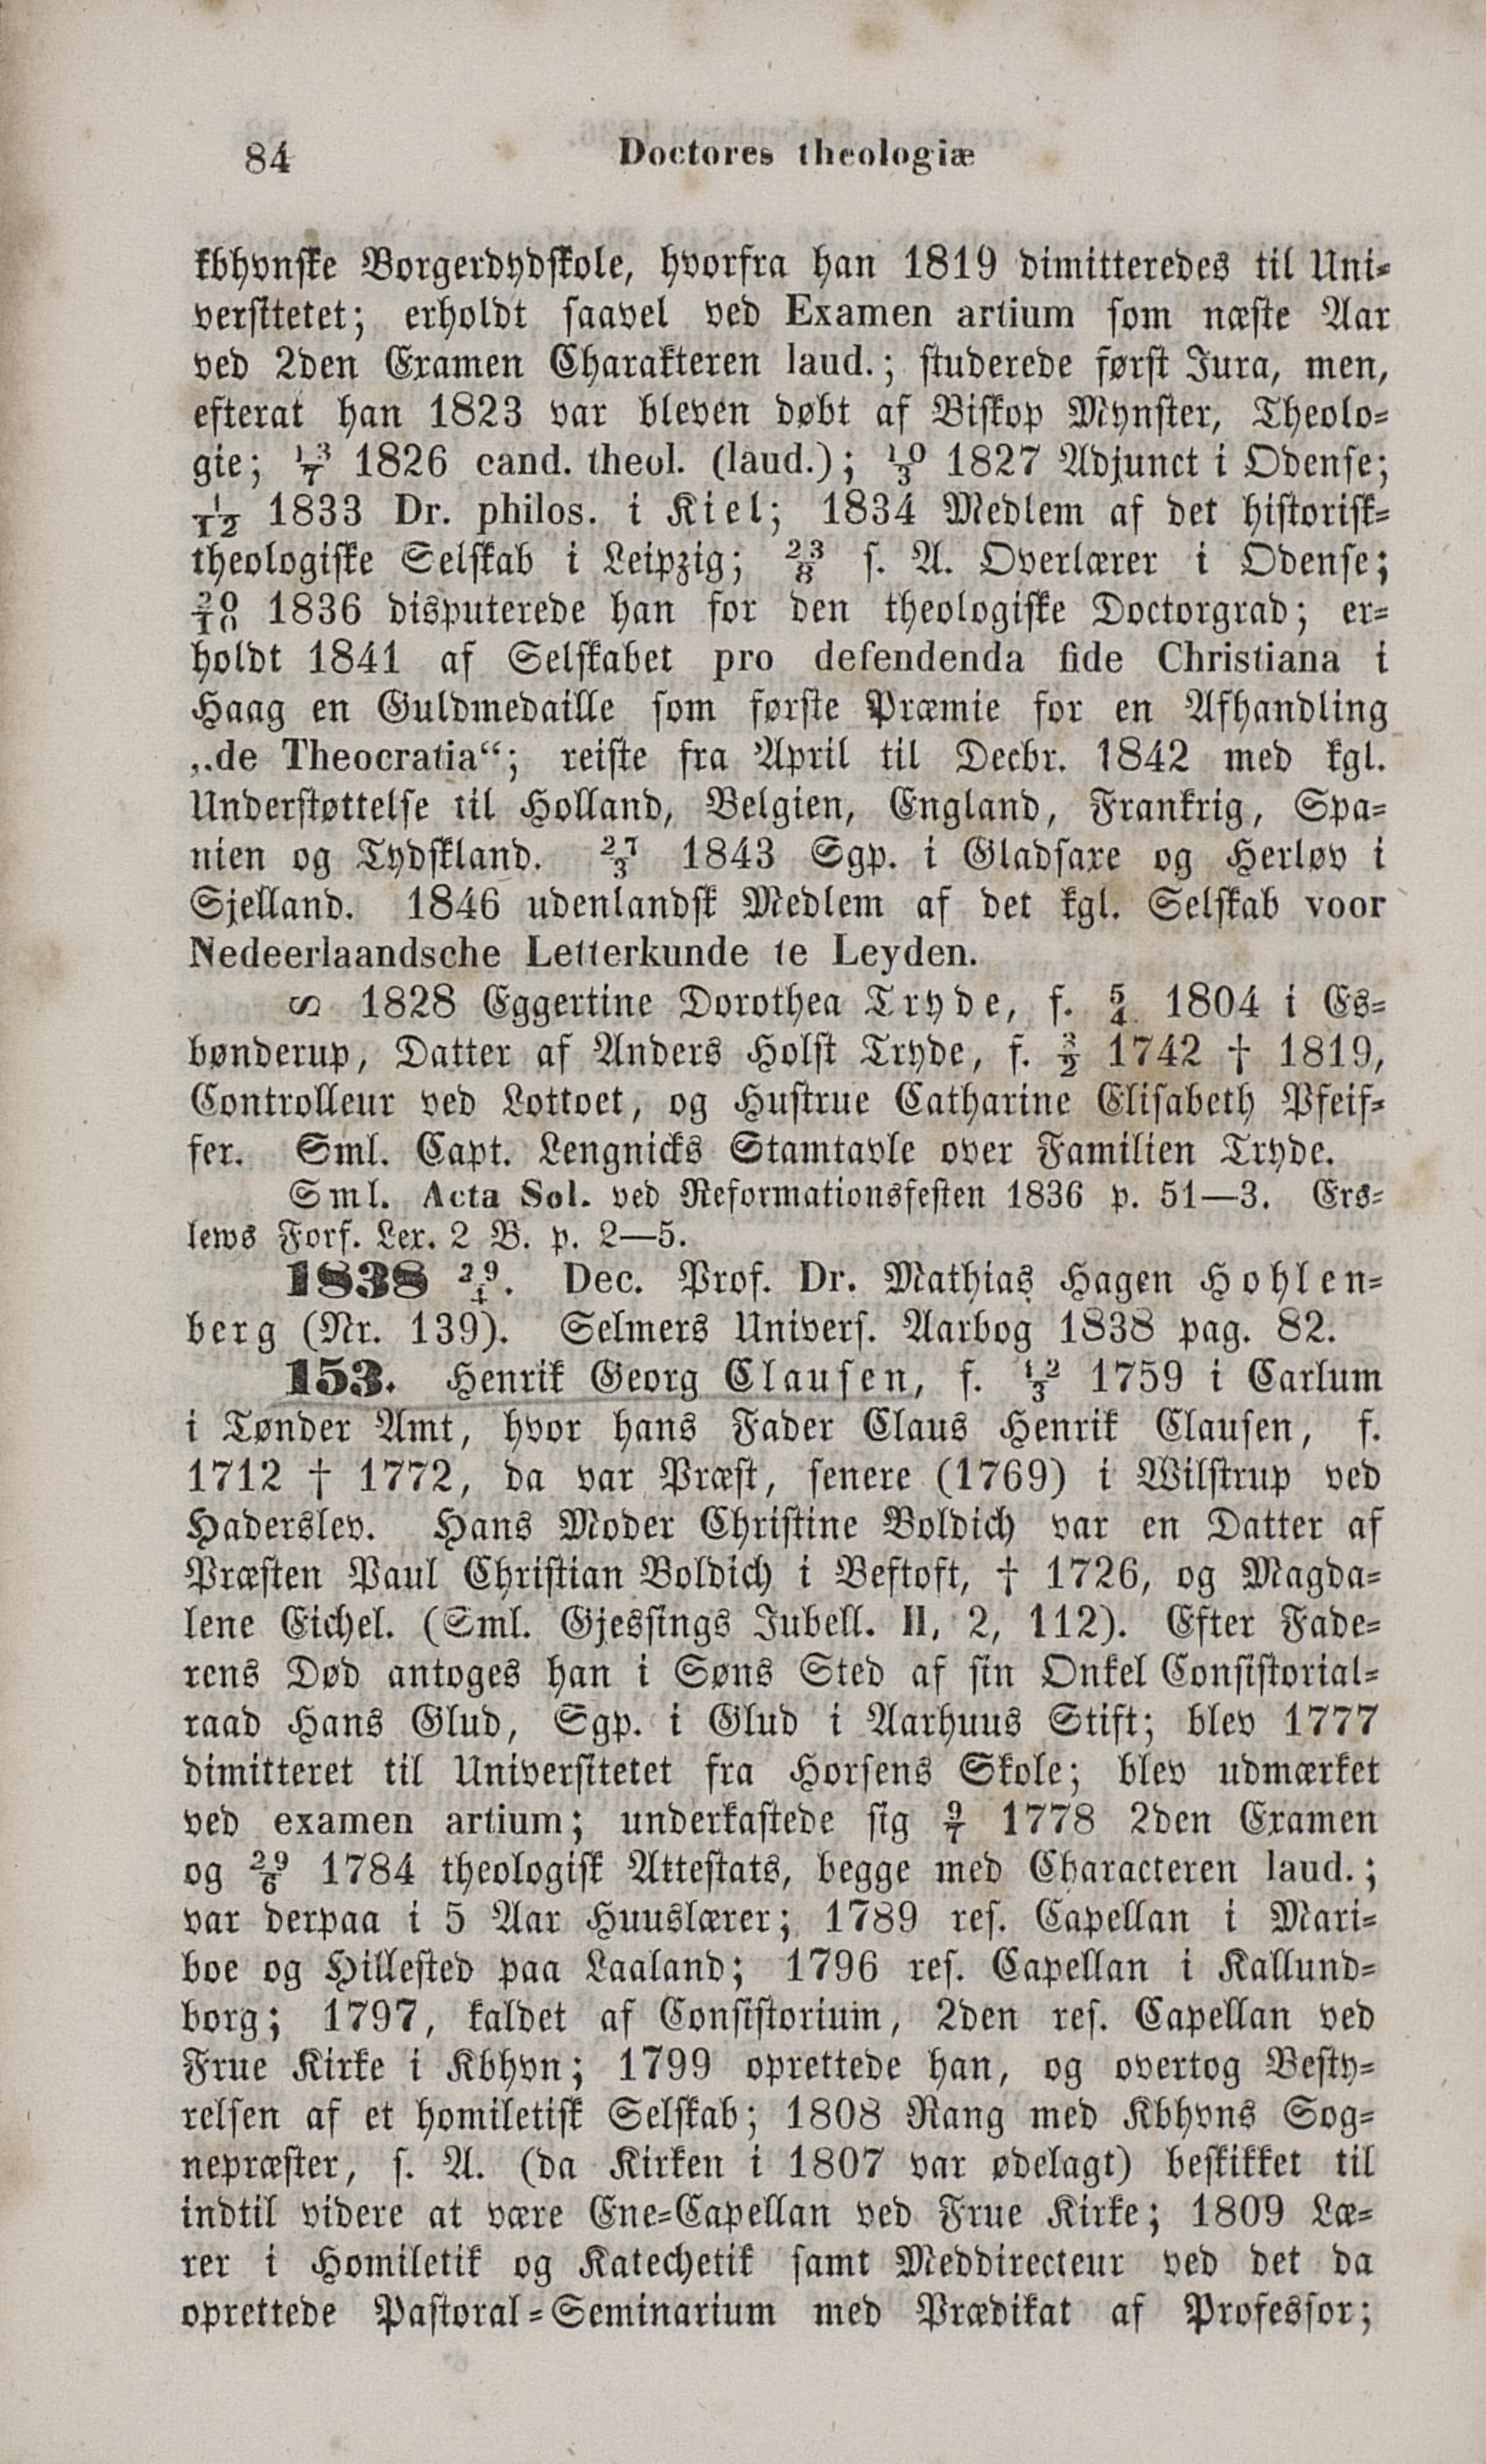 84 Doctores theologiæ
kbhvnske Borgerdydskole, hvorfra han 1819 dimitteredes til Uni-
versitetet; erholdt saavel ved Examen artium som næste Aar
ved 2den Examen Charakteren laud.; studerede først Jura, men,
efterat han 1823 var bleven døbt af Biskop Mynster, Theolo-
gie; 13/7 1826 cand. theol. (laud.); 10/3 1827 Adjunct i Odense;
1/12 1833 Dr. philos. i Kiel; 1834 Medlem af det historisk-
theologiske Selskab i Leipzig; 23/8 s. A. Overlærer i Odense;
20/10 1836 disputerede han for den theologiske Doctorgrad; er-
holdt 1841 af Selskabet pro defendenda fide Christiana i
Haag en Guldmedaille som første Præmie for en Afhandling
„de Theocratia“; reiste fra April til Decbr. 1842 med kgl.
Understøttelse til Holland, Belgien, England, Frankrig, Spa-
nien og Tydskland. 27/3 1843 Sgp. i Gladsaxe og Herløv i
Sjelland. 1846 udenlandsk Medlem af det kgl. Selskab voor
Nedeerlaandsche Letterkunde te Leyden.
∽ 1828 Eggertine Dorothea Tryde, f. 5/4 1804 i Es-
bønderup, Datter af Anders Holst Tryde, f. 3/2 1742 † 1819,
Controlleur ved Lottoet, og Hustrue Catharine Elisabeth Pfeif-
fer. Sml. Capt. Lengnicks Stamtavle over Familien Tryde.
Sml. Acta Sol. ved Reformationsfesten 1836 p. 51—3. Ers-
lews Forf. Lex. 2 B. p. 2—5.
1838 29/4. Dec. Prof. Dr. Mathias Hagen Hohlen-
berg (Nr. 139). Selmers Univers. Aarbog 1838 pag. 82.
153. Henrik Georg Clausen, f. 12/3 1759 i Carlum
i Tønder Amt, hvor hans Fader Claus Henrik Clausen, f.
1712 † 1772, da var Præst, senere (1769) i Wilstrup ved
Haderslev. Hans Moder Christine Boldich var en Datter af
Præsten Paul Christian Boldich i Beftoft, † 1726, og Magda-
lene Eichel. (Sml. Gjessings Jubell. II, 2, 112). Efter Fade-
rens Død antoges han i Søns Sted af sin Onkel Consistorial-
raad Hans Glud, Sgp. i Glud i Aarhuus Stift; blev 1777
dimitteret til Universitetet fra Horsens Skole; blev udmærket
ved examen artium; underkastede sig 9/7 1778 2den Examen
og 29/6 1784 theologisk Attestats, begge med Characteren laud.;
var derpaa i 5 Aar Huuslærer; 1789 res. Capellan i Mari-
boe og Hillested paa Laaland; 1796 res. Capellan i Kallund-
borg; 1797, kaldet af Consistorium, 2den res. Capellan ved
Frue Kirke i Kbhvn; 1799 oprettede han, og overtog Besty-
relsen af et homiletisk Selskab; 1808 Rang med Kbhvns Sog-
nepræster, s. A. (da Kirken i 1807 var ødelagt) beskikket til
indtil videre at være Ene-Capellan ved Frue Kirke; 1809 Læ-
rer i Homiletik og Katechetik samt Meddirecteur ved det da
oprettede Pastoral-Seminarium med Prædikat af Professor;